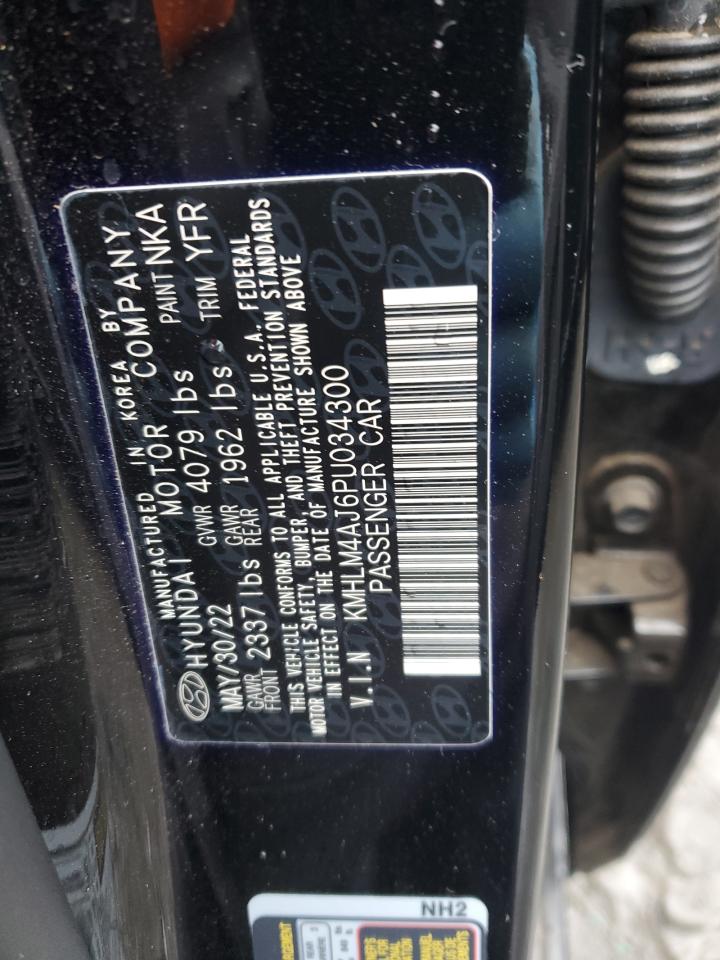 MANUFACTURED IN KOREA BY
HYUNDAI MOTOR COMPANY
MAY/30/22 GVWR 4079 lbs PAINT NKA
GAWR FRONT 2337 lbs GAWR REAR 1962 lbs TRIM YFR
THIS VEHICLE CONFORMS TO ALL APPLICABLE U.S.A. FEDERAL
MOTOR VEHICLE SAFETY, BUMPER, AND THEFT PREVENTION STANDARDS
IN EFFECT ON THE DATE OF MANUFACTURE SHOWN ABOVE
V.I.N KMHLM4AJ6PU034300
PASSENGER CAR
NH2